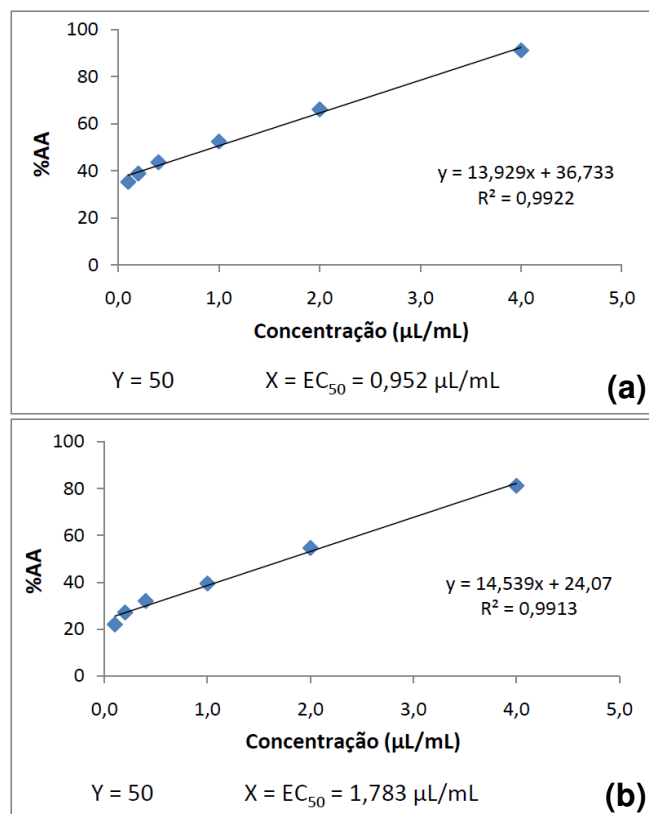 100
80
60
40
20
0
%AA
y = 13,929x + 36,733
R² = 0,9922
0,0 1,0 2,0 3,0 4,0 5,0
Concentração (µL/mL)
Y = 50 X = EC₅₀ = 0,952 µL/mL (a)
100
80
60
40
20
0
%AA
y = 14,539x + 24,07
R² = 0,9913
0,0 1,0 2,0 3,0 4,0 5,0
Concentração (µL/mL)
Y = 50 X = EC₅₀ = 1,783 µL/mL (b)